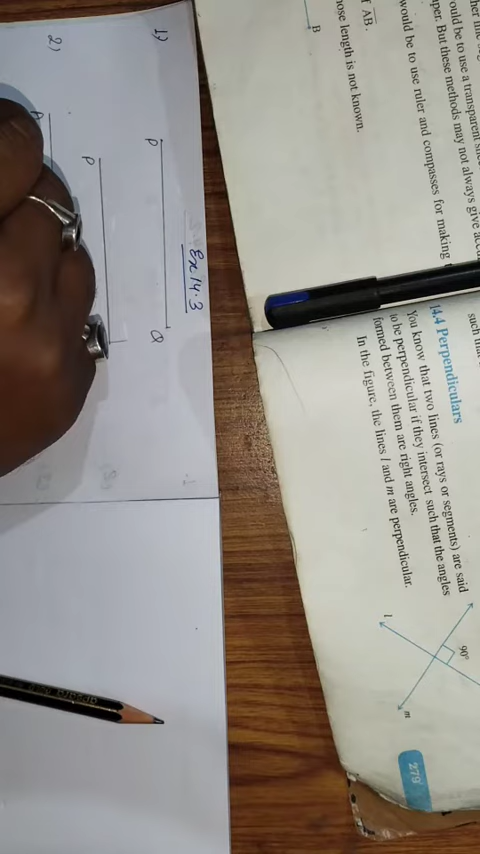 Ex 14.3
1)
P Q
P
2)
A
B
f AB.
hose length is not known.
would be to use ruler and compasses for making
per. But these methods may not always give
ould be to use a transparent
such
14.4 Perpendiculars
You know that two lines (or rays or segments) are said
to be perpendicular if they intersect such that the angles
formed between them are right angles.
In the figure, the lines l and m are perpendicular.
90°
l
m
279
apsara